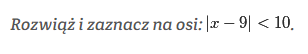 Rozwiąż i zaznacz na osi: |x − 9| < 10.